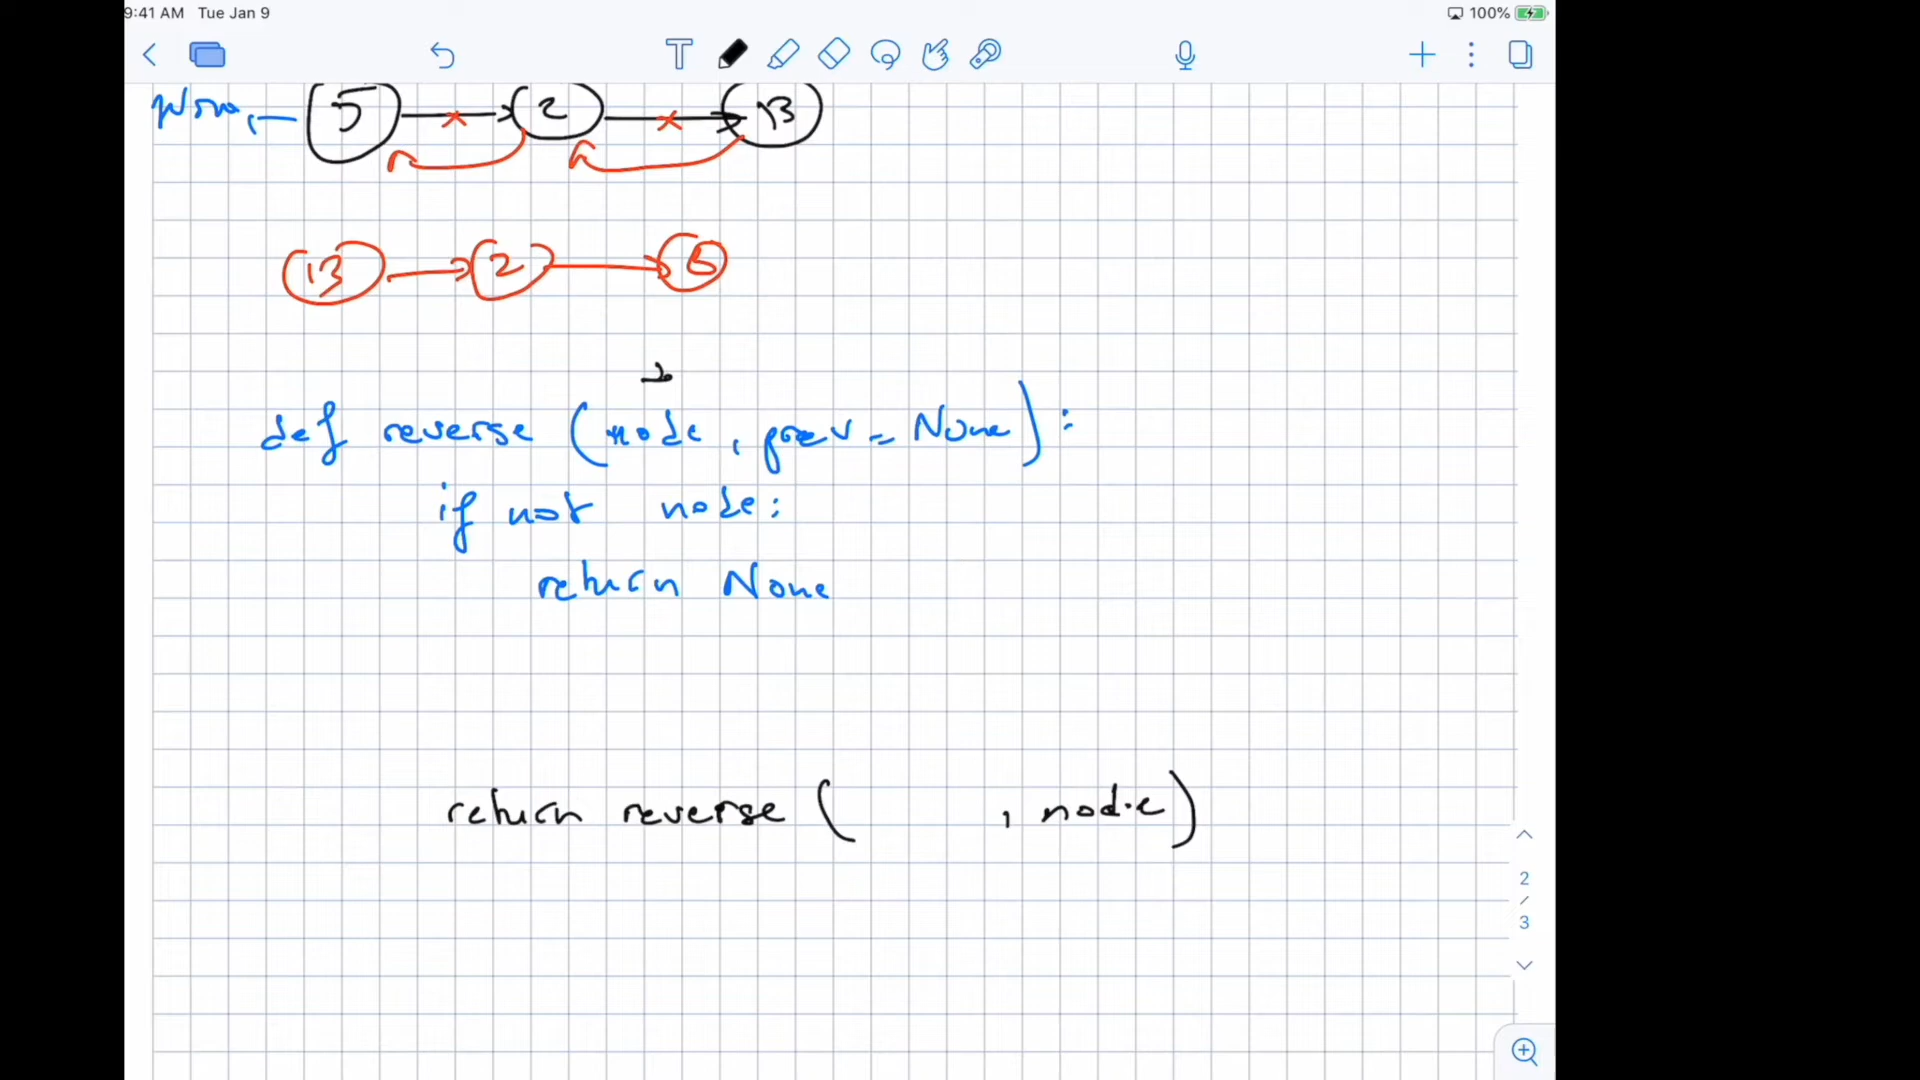 9:41 AM Tue Jan 9 100%
5 2 13
13 2 5
def reverse (node, prev = None):
if not node:
return None
return reverse ( , node)
2
3